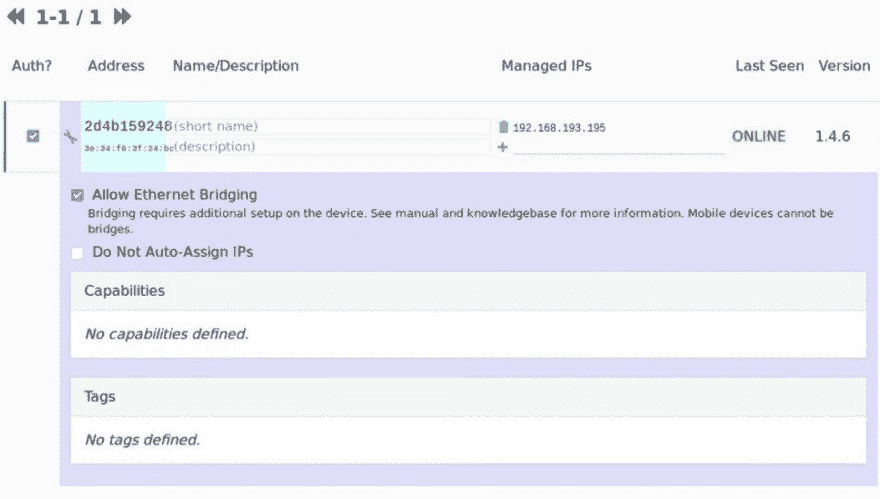 1-1 / 1
Auth? Address Name/Description Managed IPs Last Seen Version
2d4b159248 (short name) 192.168.193.195 ONLINE 1.4.6
3e:34:f6:3f:24:bc (description) +
Allow Ethernet Bridging
Bridging requires additional setup on the device. See manual and knowledgebase for more information. Mobile devices cannot be
bridges.
Do Not Auto-Assign IPs
Capabilities
No capabilities defined.
Tags
No tags defined.